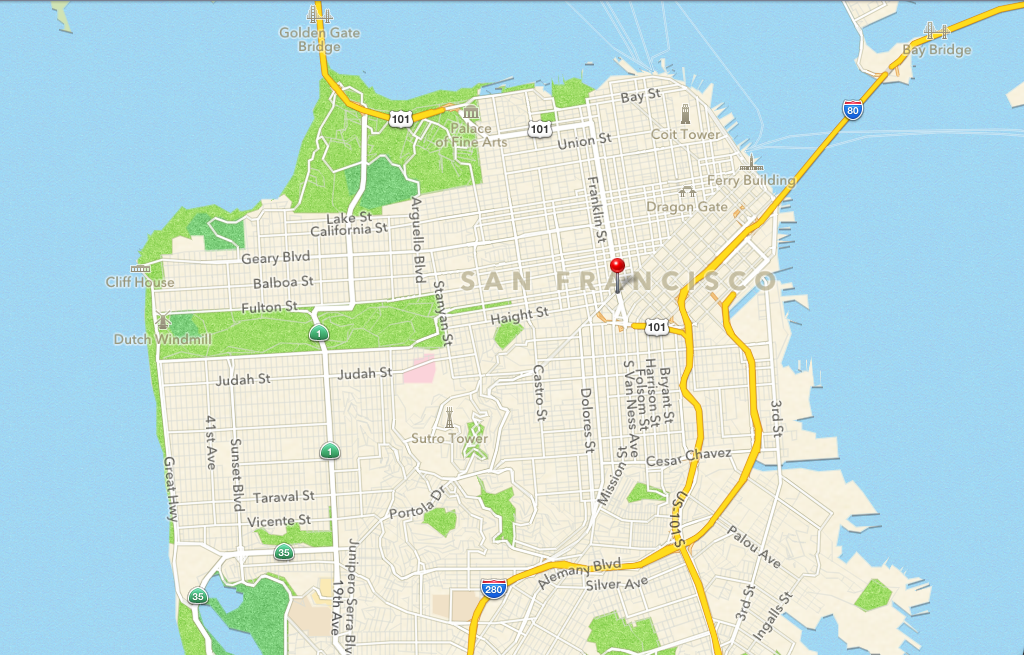 Golden Gate
Bridge
Bay Bridge
80
101
Palace
of Fine Arts
101
Bay St
Union St
Coit Tower
Ferry Building
Dragon Gate
Franklin St
Arguello Blvd
Lake St
California St
Geary Blvd
Balboa St
Cliff House
Fulton St
SAN FRANCISCO
Stanyan St
Haight St
101
Dutch Windmill
1
Judah St
Judah St
Castro St
Dolores St
S Van Ness Ave
Folsom St
Harrison St
Bryant St
3rd St
41st Ave
Sunset Blvd
Sutro Tower
1
Great Hwy
Cesar Chavez
Mission St
Portola Dr
Taraval St
Vicente St
US-101 S
35
Palou Ave
Alemany Blvd
Silver Ave
280
35
Junipero Serra Blvd
19th Ave
3rd St
Ingalls St